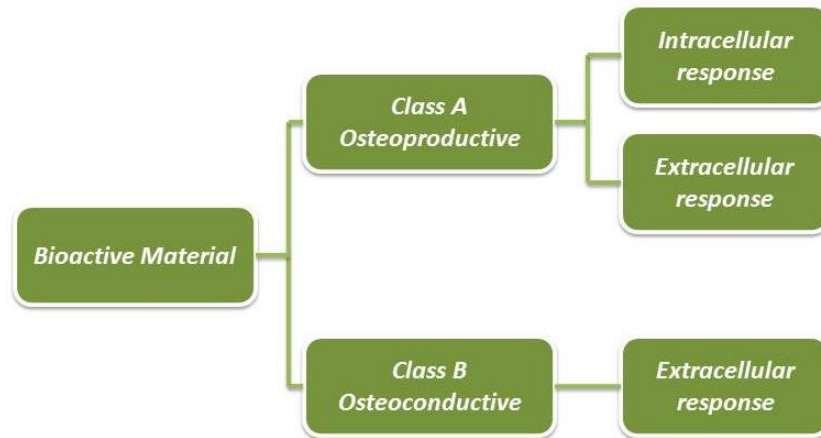 Bioactive Material
Class A
Osteoproductive
Intracellular
response
Extracellular
response
Class B
Osteoconductive
Extracellular
response